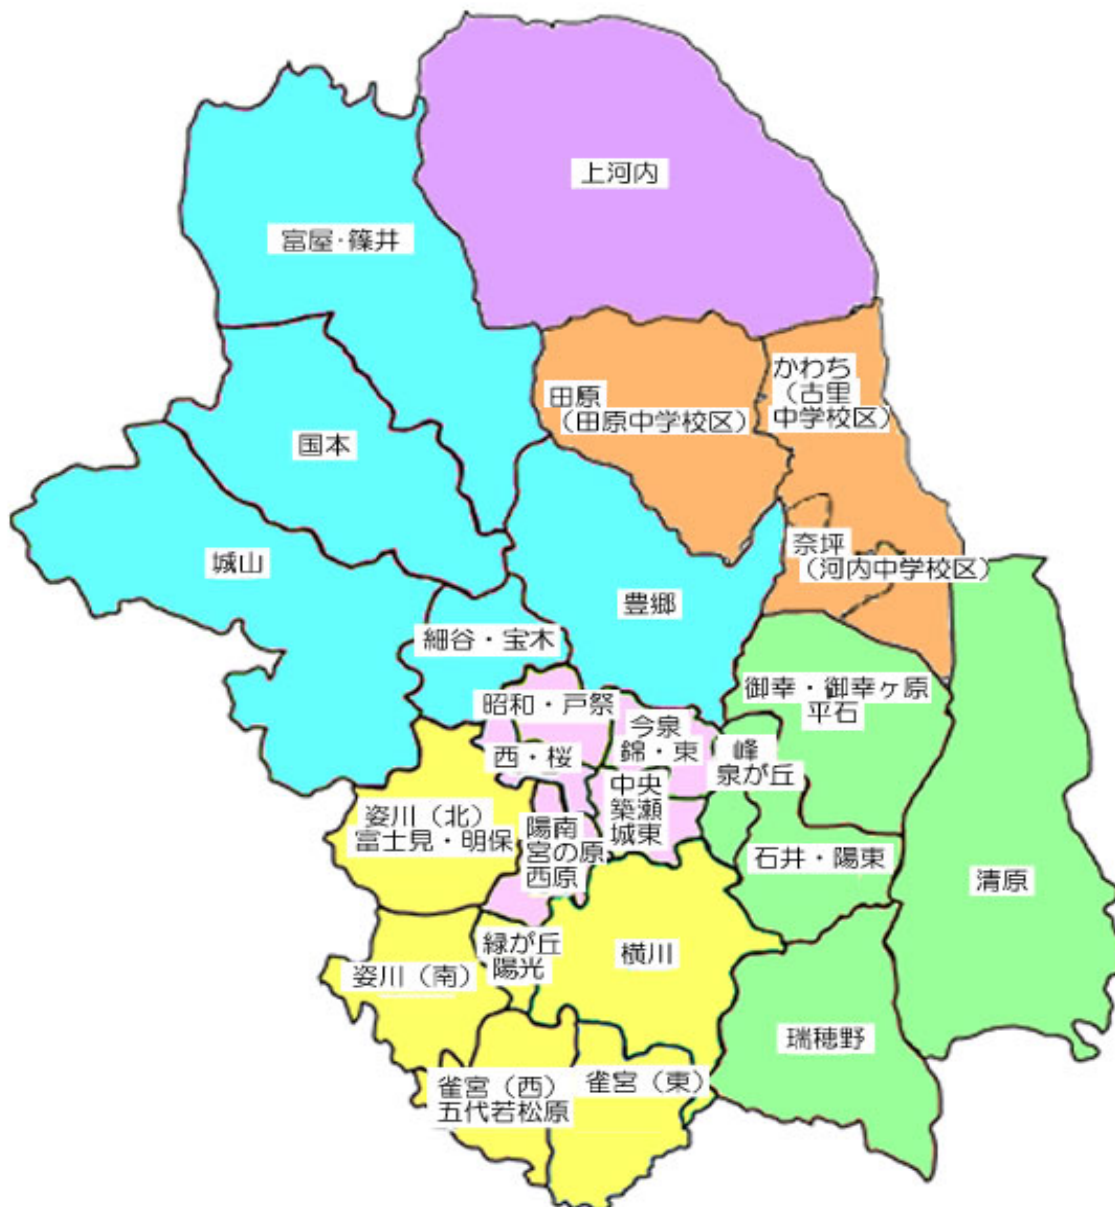 上河内
富屋・篠井
かわち
（古里
中学校区）
田原
（田原中学校区）
国本
奈坪
（河内中学校区）
城山
豊郷
細谷・宝木
御幸・御幸ヶ原
平石
昭和・戸祭
今泉
錦・東
峰
泉が丘
西・桜
中央
築瀬
城東
姿川（北）
富士見・明保
陽南
宮の原
西原
石井・陽東
清原
緑が丘
陽光
横川
姿川（南）
瑞穂野
雀宮（西）
五代若松原
雀宮（東）